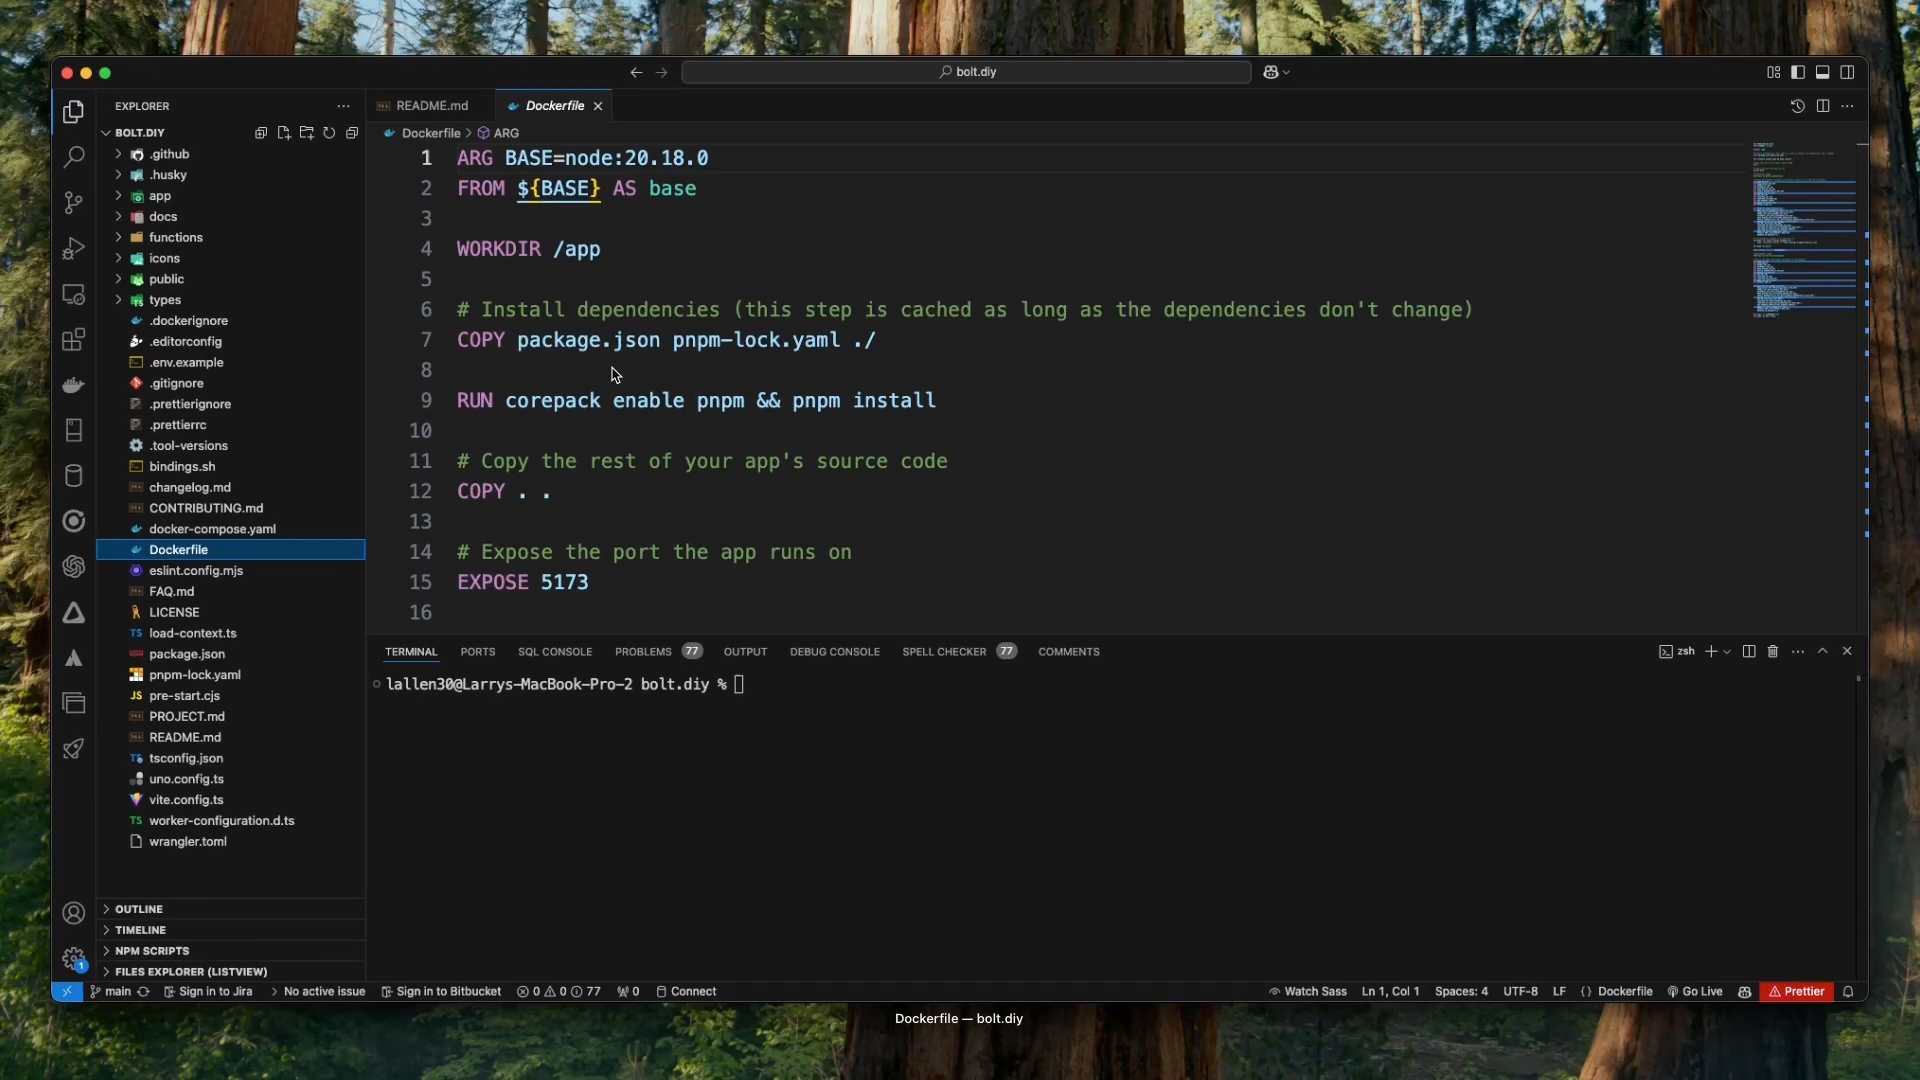 bolt.diy
EXPLORER
README.md
Dockerfile
BOLT.DIY
Dockerfile > ARG
.github
.husky
app
docs
functions
icons
public
types
.dockerignore
.editorconfig
.env.example
.gitignore
.prettierignore
.prettierrc
.tool-versions
bindings.sh
changelog.md
CONTRIBUTING.md
docker-compose.yaml
Dockerfile
eslint.config.mjs
FAQ.md
LICENSE
TS load-context.ts
package.json
pnpm-lock.yaml
JS pre-start.cjs
PROJECT.md
README.md
tsconfig.json
uno.config.ts
vite.config.ts
TS worker-configuration.d.ts
wrangler.toml
OUTLINE
TIMELINE
NPM SCRIPTS
FILES EXPLORER (LISTVIEW)
1 ARG BASE=node:20.18.0
2 FROM ${BASE} AS base
3
4 WORKDIR /app
5
6 # Install dependencies (this step is cached as long as the dependencies don't change)
7 COPY package.json pnpm-lock.yaml ./
8
9 RUN corepack enable pnpm && pnpm install
10
11 # Copy the rest of your app's source code
12 COPY . .
13
14 # Expose the port the app runs on
15 EXPOSE 5173
16
TERMINAL PORTS SQL CONSOLE PROBLEMS 77 OUTPUT DEBUG CONSOLE SPELL CHECKER 77 COMMENTS zsh
lallen30@Larrys-MacBook-Pro-2 bolt.diy %
1
main Sign in to Jira No active issue Sign in to Bitbucket 0 0 77 0 Connect Watch Sass Ln 1, Col 1 Spaces: 4 UTF-8 LF {} Dockerfile Go Live Prettier
Dockerfile — bolt.diy